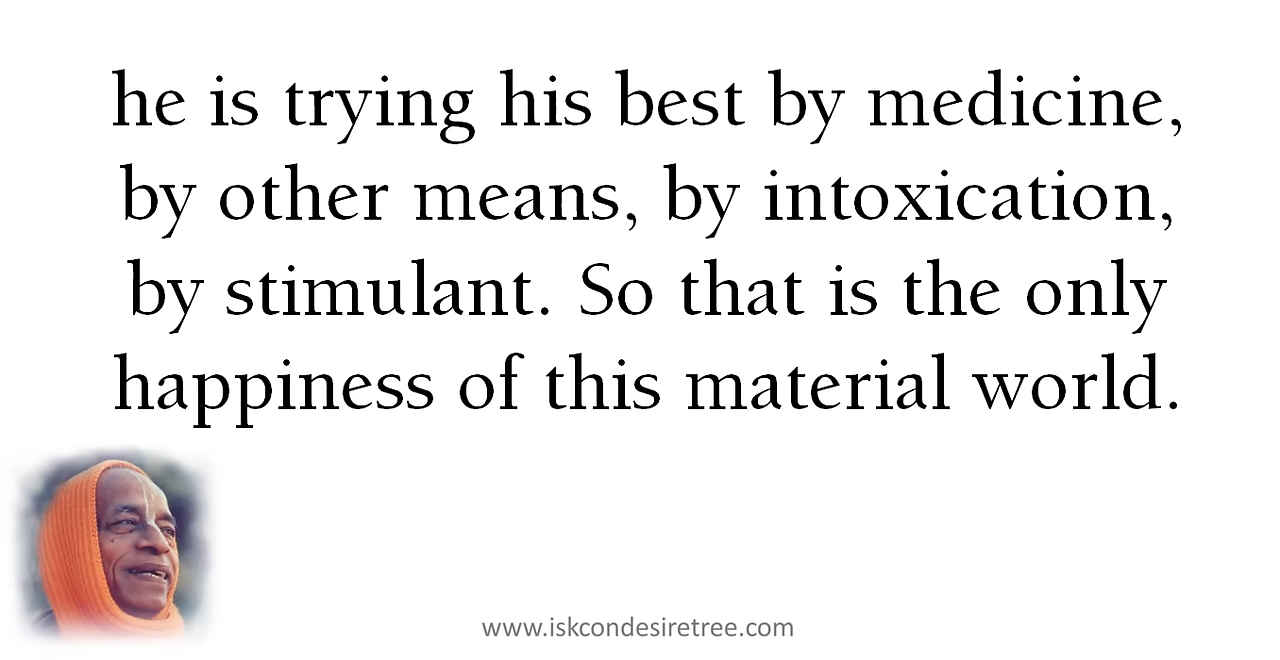 he is trying his best by medicine,
by other means, by intoxication,
by stimulant. So that is the only
happiness of this material world.
www.iskcondesiretree.com